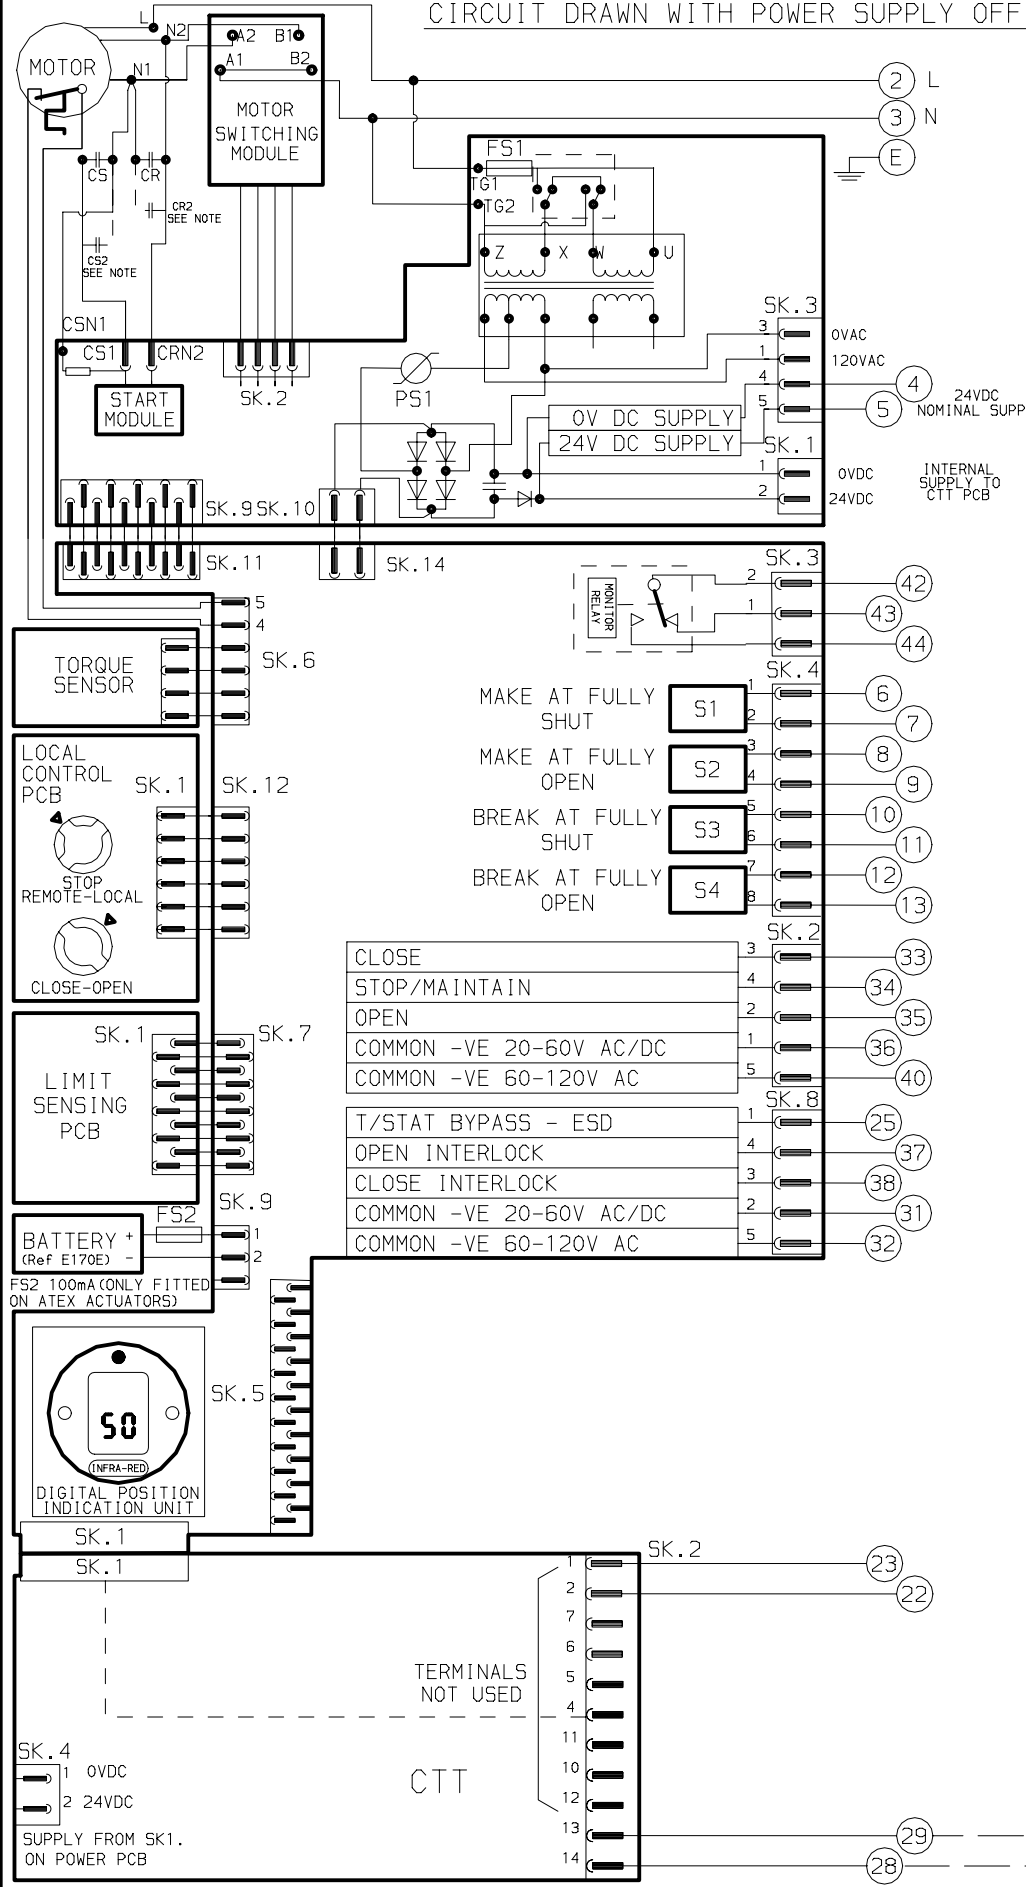 CIRCUIT DRAWN WITH POWER SUPPLY OFF
L
N2
A2 B1
A1 B2
MOTOR
N1
MOTOR
SWITCHING
MODULE
2 L
3 N
E
FS1
TG1
TG2
CS CR
CR2
SEE NOTE
CS2
SEE NOTE
Z X W U
SK.3
3 0VAC
1 120VAC
4 4
5 5
24VDC
NOMINAL SUPP
CSN1
CS1 CRN2
SK.2
PS1
START
MODULE
0V DC SUPPLY
24V DC SUPPLY
SK.1
1 0VDC
2 24VDC
INTERNAL
SUPPLY TO
CTT PCB
SK.9 SK.10
SK.11 SK.14
MONITOR
RELAY
SK.3
2 42
1 43
44
5
4
SK.6
TORQUE
SENSOR
SK.4
MAKE AT FULLY
SHUT
S1
1 6
2 7
MAKE AT FULLY
OPEN
S2
3 8
4 9
BREAK AT FULLY
SHUT
S3
5 10
6 11
BREAK AT FULLY
OPEN
S4
7 12
8 13
LOCAL
CONTROL
PCB
SK.1 SK.12
STOP
REMOTE-LOCAL
CLOSE-OPEN
SK.2
CLOSE 3 33
STOP/MAINTAIN 4 34
OPEN 2 35
COMMON -VE 20-60V AC/DC 1 36
COMMON -VE 60-120V AC 5 40
SK.8
T/STAT BYPASS - ESD 1 25
OPEN INTERLOCK 4 37
CLOSE INTERLOCK 3 38
COMMON -VE 20-60V AC/DC 2 31
COMMON -VE 60-120V AC 5 32
SK.1 SK.7
LIMIT
SENSING
PCB
SK.9
FS2
BATTERY + 1
(Ref E170E) - 2
FS2 100mA(ONLY FITTED
ON ATEX ACTUATORS)
SK.5
50
INFRA-RED
DIGITAL POSITION
INDICATION UNIT
SK.1
SK.1
SK.2
1 23
2 22
7
6
5
4
11
10
12
13 29
14 28
TERMINALS
NOT USED
CTT
SK.4
1 0VDC
2 24VDC
SUPPLY FROM SK1.
ON POWER PCB